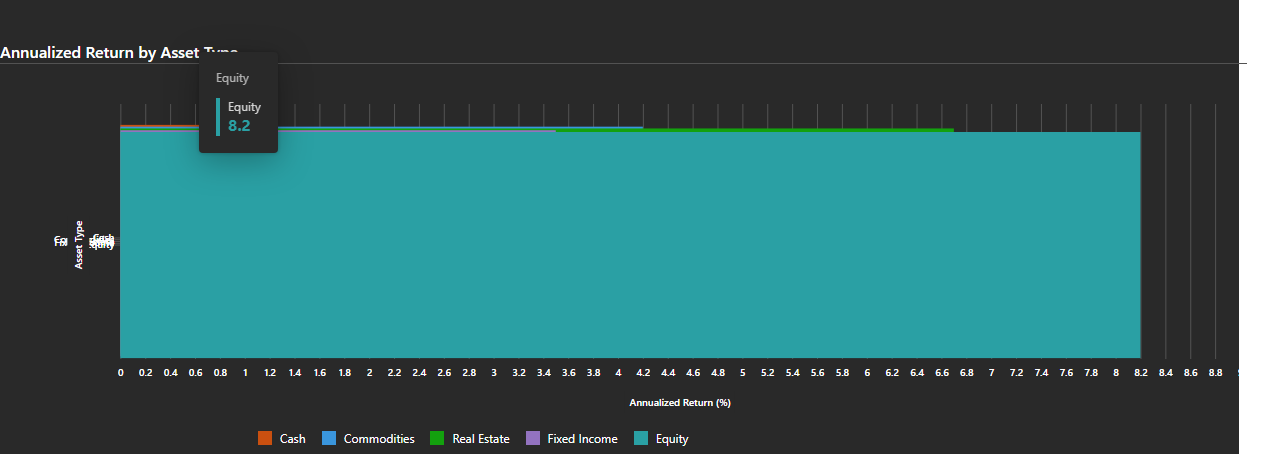 Annualized Return by Asset Type
Equity
Equity
8.2
Cash
Asset Type
0 0.2 0.4 0.6 0.8 1 1.2 1.4 1.6 1.8 2 2.2 2.4 2.6 2.8 3 3.2 3.4 3.6 3.8 4 4.2 4.4 4.6 4.8 5 5.2 5.4 5.6 5.8 6 6.2 6.4 6.6 6.8 7 7.2 7.4 7.6 7.8 8 8.2 8.4 8.6 8.8
Annualized Return (%)
Cash Commodities Real Estate Fixed Income Equity